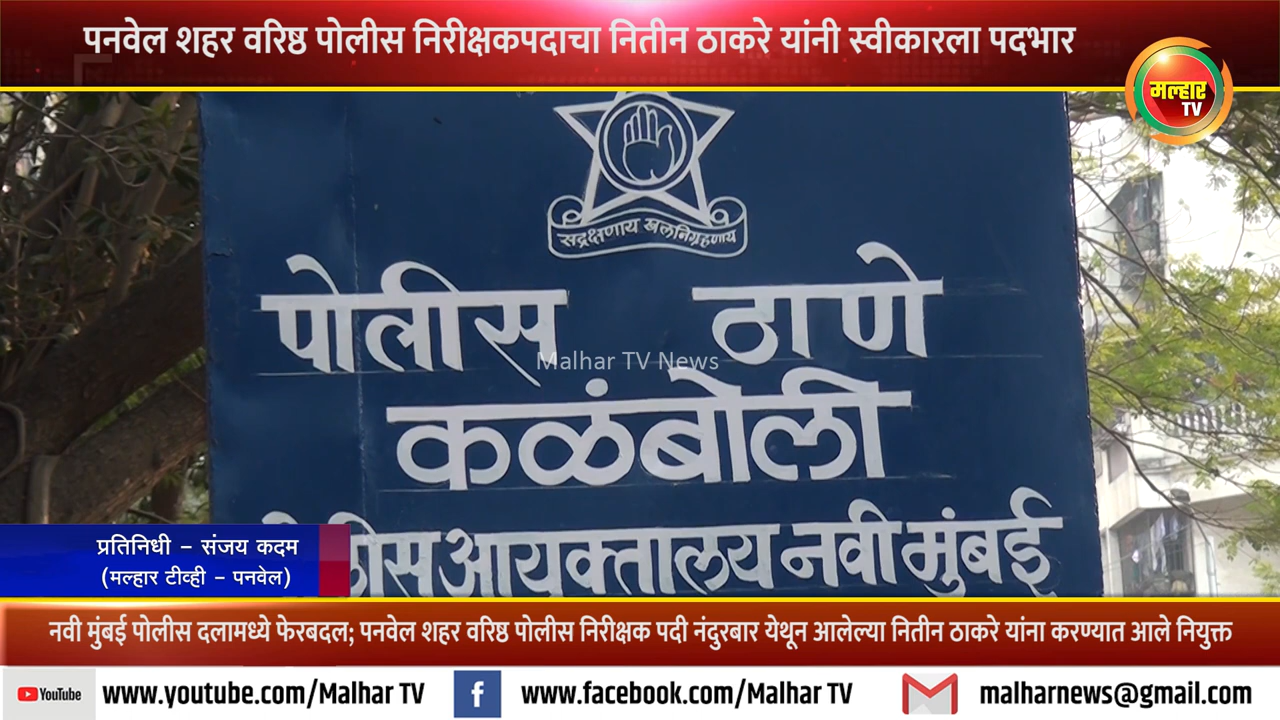 पनवेल शहर वरिष्ठ पोलीस निरीक्षकपदाचा नितीन ठाकरे यांनी स्वीकारला पदभार
मल्हार
TV
सद्रक्षणाय खलनिग्रहणाय
पोलीस ठाणे
Malhar TV News
कळंबोली
आयुक्तालय नवी मुंबई
प्रतिनिधी – संजय कदम
(मल्हार टीव्ही – पनवेल)
नवी मुंबई पोलीस दलामध्ये फेरबदल; पनवेल शहर वरिष्ठ पोलीस निरीक्षक पदी नंदुरबार येथून आलेल्या नितीन ठाकरे यांना करण्यात आले नियुक्त
YouTube www.youtube.com/Malhar TV f www.facebook.com/Malhar TV malharnews@gmail.com